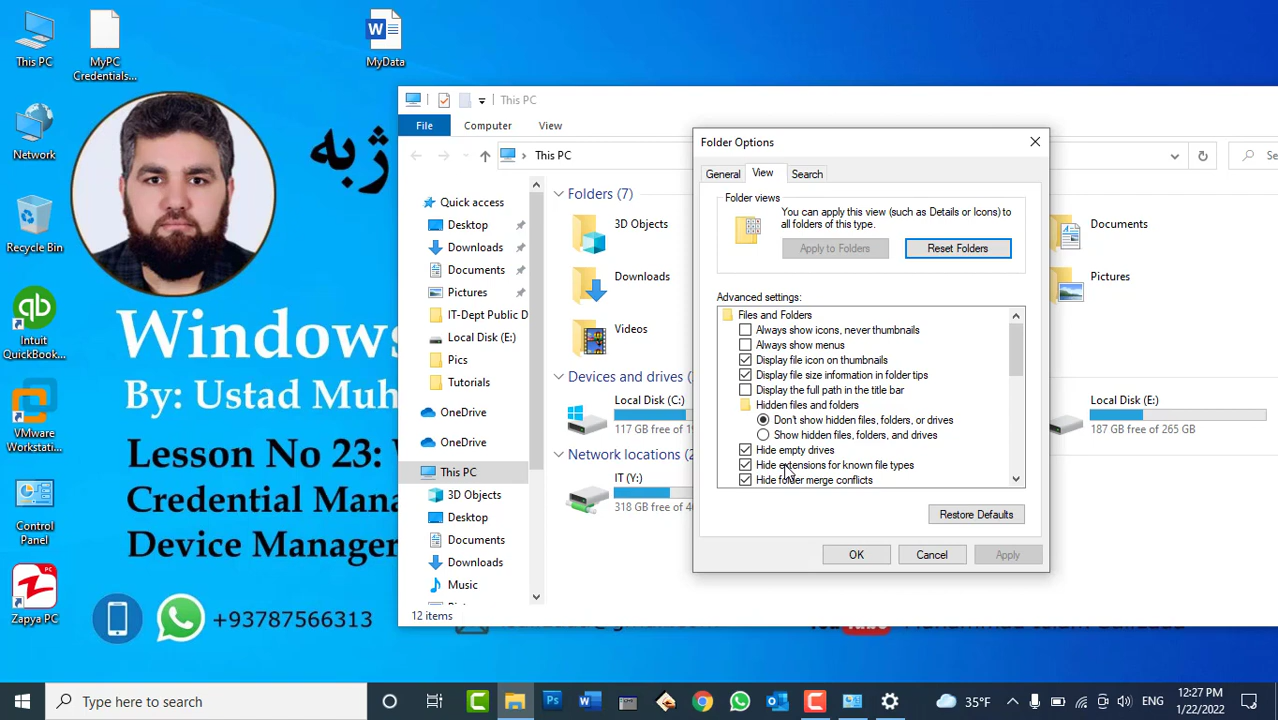 This PC
MyPC
Credentials...
MyData
Network
Recycle Bin
Intuit
QuickBook...
VMware
Workstati...
Control
Panel
Zapya PC
ژبه
Windows
By: Ustad Muh
Lesson No 23:
Credential Mana
Device Manager
+93787566313
This PC
File
Computer
View
This PC
Se
Quick access
Desktop
Downloads
Documents
Pictures
IT-Dept Public D
Local Disk (E:)
Pics
Tutorials
OneDrive
OneDrive
This PC
3D Objects
Desktop
Documents
Downloads
Music
12 items
Folders (7)
3D Objects
Downloads
Videos
Documents
Pictures
Devices and drives (
Local Disk (C:)
117 GB free of 19
Local Disk (E:)
187 GB free of 265 GB
Network locations (2
IT (Y:)
318 GB free of 46
Folder Options
General
View
Search
Folder views
You can apply this view (such as Details or Icons) to
all folders of this type.
Apply to Folders
Reset Folders
Advanced settings:
Files and Folders
Always show icons, never thumbnails
Always show menus
Display file icon on thumbnails
Display file size information in folder tips
Display the full path in the title bar
Hidden files and folders
Don't show hidden files, folders, or drives
Show hidden files, folders, and drives
Hide empty drives
Hide extensions for known file types
Hide folder merge conflicts
Restore Defaults
OK
Cancel
Apply
Type here to search
35°F
ENG
12:27 PM
1/22/2022